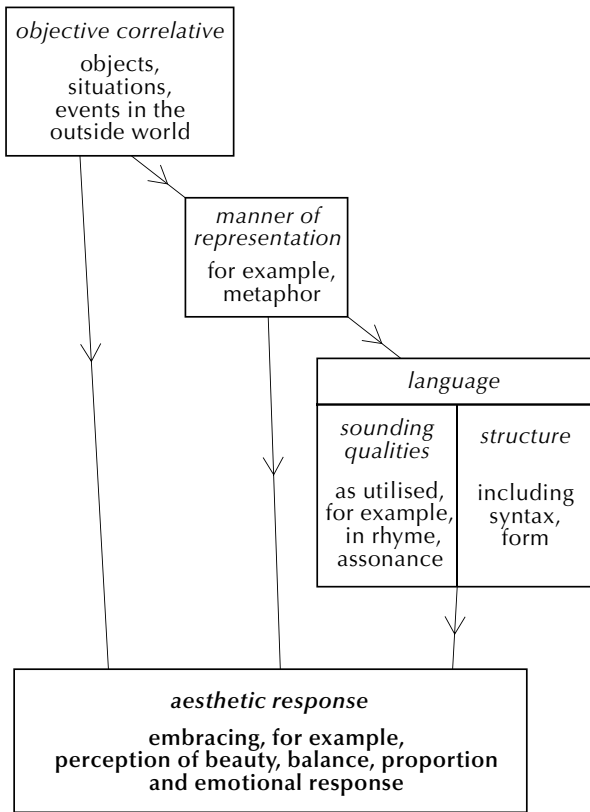 objective correlative
objects,
situations,
events in the
outside world
manner of
representation
for example,
metaphor
language
sounding
qualities
as utilised,
for example,
in rhyme,
assonance
structure
including
syntax,
form
aesthetic response
embracing, for example,
perception of beauty, balance, proportion
and emotional response